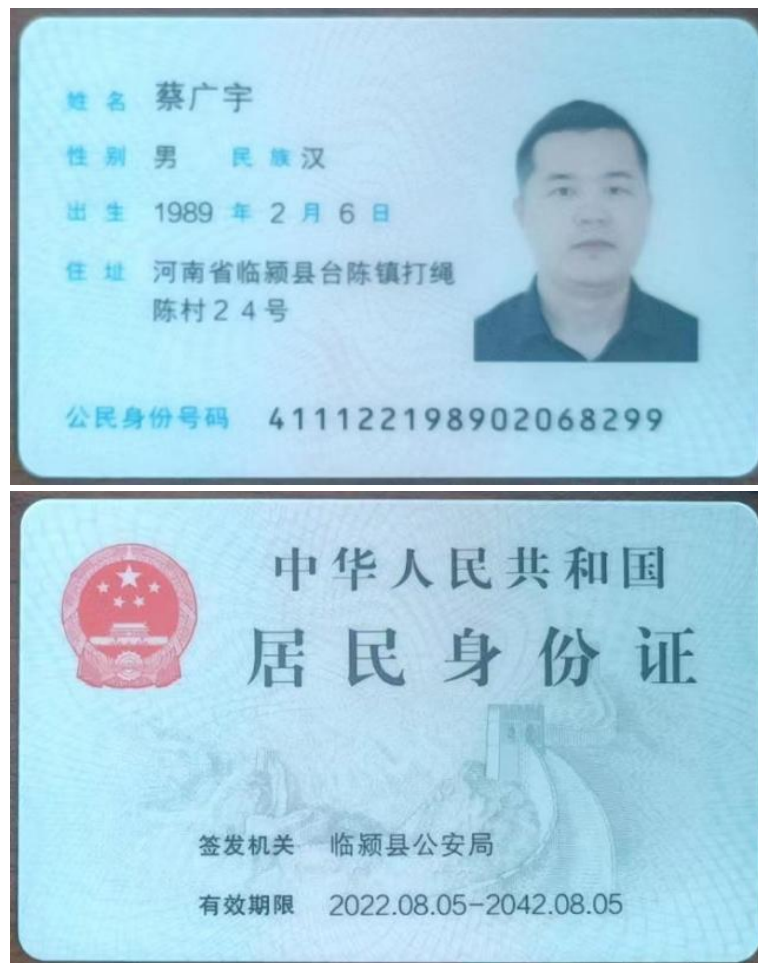 姓名 蔡广宇
性别 男 民族 汉
出生 1989 年 2 月 6 日
住址 河南省临颍县台陈镇打绳
陈村24号
公民身份号码 411122198902068299
中华人民共和国
居民身份证
签发机关 临颍县公安局
有效期限 2022.08.05-2042.08.05